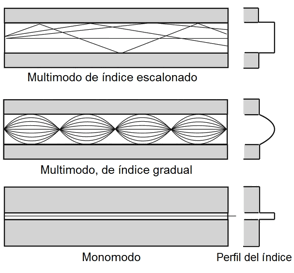 Multimodo de índice escalonado
Multimodo, de índice gradual
Monomodo
Perfil del índice